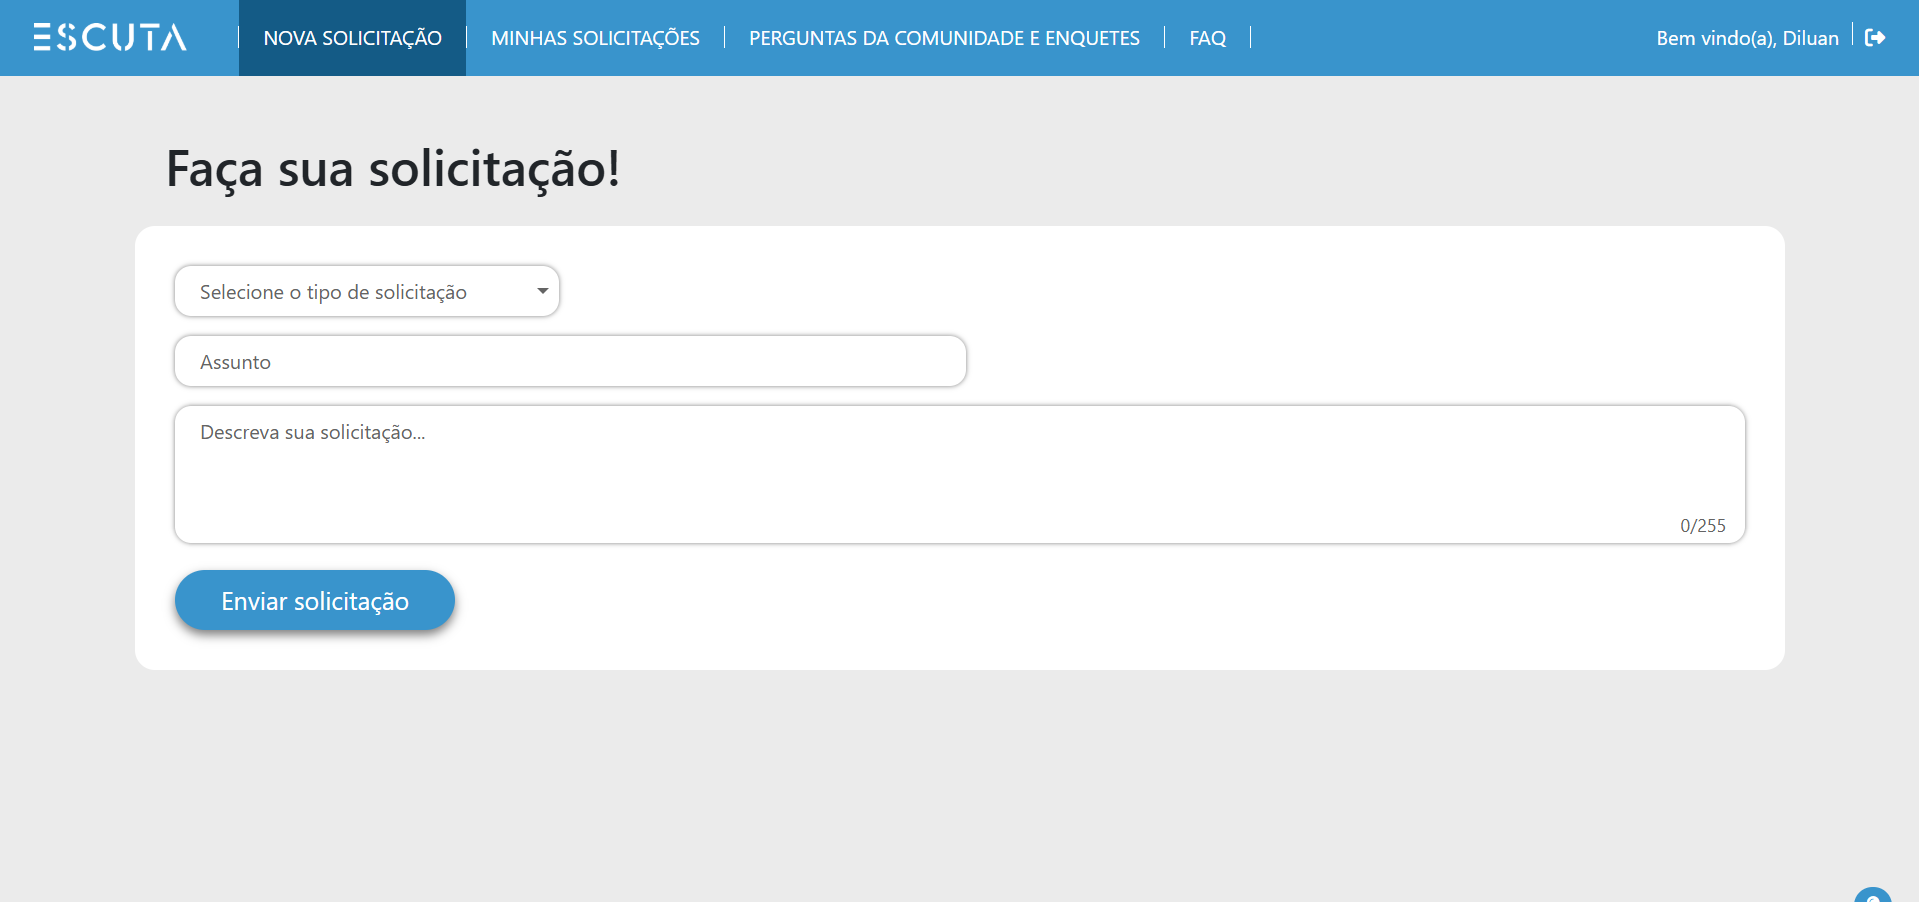 ESCUTA
NOVA SOLICITAÇÃO
MINHAS SOLICITAÇÕES
PERGUNTAS DA COMUNIDADE E ENQUETES
FAQ
Bem vindo(a), Diluan
Faça sua solicitação!
Selecione o tipo de solicitação
Assunto
Descreva sua solicitação...
0/255
Enviar solicitação